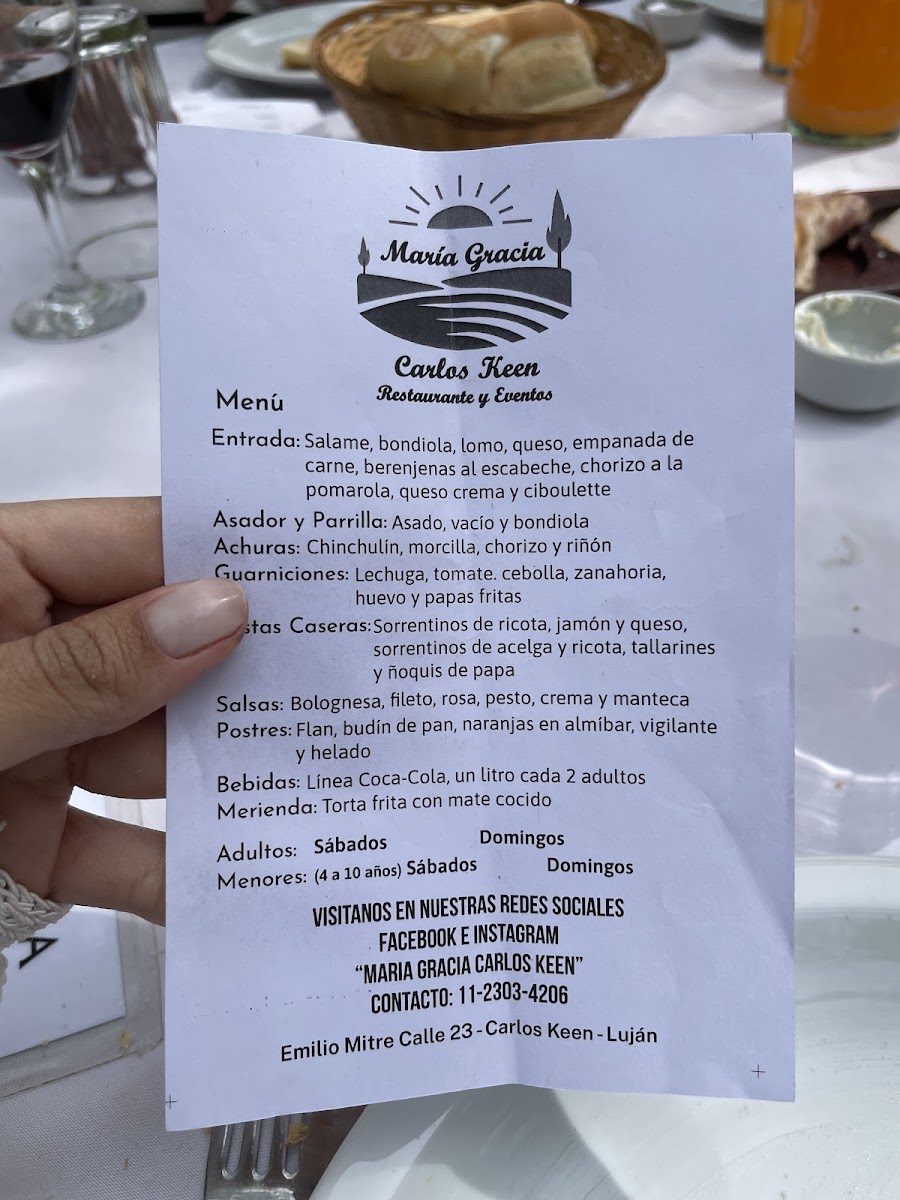 María Gracia
Carlos Keen
Restaurante y Eventos
Menú
Entrada: Salame, bondiola, lomo, queso, empanada de
carne, berenjenas al escabeche, chorizo a la
pomarola, queso crema y ciboulette
Asador y Parrilla: Asado, vacío y bondiola
Achuras: Chinchulín, morcilla, chorizo y riñón
Guarniciones: Lechuga, tomate. cebolla, zanahoria,
huevo y papas fritas
stas Caseras: Sorrentinos de ricota, jamón y queso,
sorrentinos de acelga y ricota, tallarines
y ñoquis de papa
Salsas: Bolognesa, fileto, rosa, pesto, crema y manteca
Postres: Flan, budín de pan, naranjas en almíbar, vigilante
y helado
Bebidas: Línea Coca-Cola, un litro cada 2 adultos
Merienda: Torta frita con mate cocido
Adultos: Sábados Domingos
Menores: (4 a 10 años) Sábados Domingos
VISITANOS EN NUESTRAS REDES SOCIALES
FACEBOOK E INSTAGRAM
“MARIA GRACIA CARLOS KEEN”
CONTACTO: 11-2303-4206
Emilio Mitre Calle 23 - Carlos Keen - Luján
A